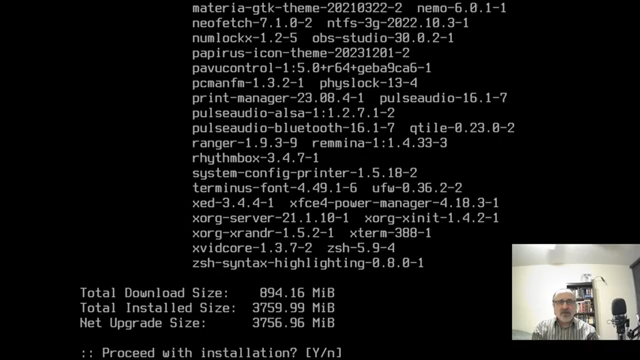 materia-gtk-theme-20210322-2  nemo-6.0.1-1
neofetch-7.1.0-2  ntfs-3g-2022.10.3-1
numlockx-1.2-5  obs-studio-30.0.2-1
papirus-icon-theme-20231201-2
pavucontrol-1:5.0+r64+geba9ca6-1
pcmanfm-1.3.2-1  physlock-13-4
print-manager-23.08.4-1  pulseaudio-16.1-7
pulseaudio-alsa-1:1.2.7.1-2
pulseaudio-bluetooth-16.1-7  qtile-0.23.0-2
ranger-1.9.3-9  remmina-1:1.4.33-3
rhythmbox-3.4.7-1
system-config-printer-1.5.18-2
terminus-font-4.49.1-6  ufw-0.36.2-2
xed-3.4.4-1  xfce4-power-manager-4.18.3-1
xorg-server-21.1.10-1  xorg-xinit-1.4.2-1
xorg-xrandr-1.5.2-1  xterm-388-1
xvidcore-1.3.7-2  zsh-5.9-4
zsh-syntax-highlighting-0.8.0-1
Total Download Size:    894.16 MiB
Total Installed Size:  3759.99 MiB
Net Upgrade Size:      3756.96 MiB
:: Proceed with installation? [Y/n]